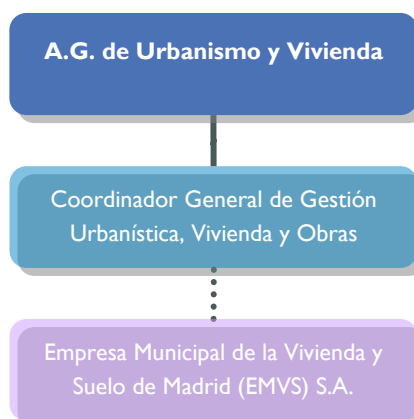 A.G. de Urbanismo y Vivienda
Coordinador General de Gestión
Urbanística, Vivienda y Obras
Empresa Municipal de la Vivienda y
Suelo de Madrid (EMVS) S.A.